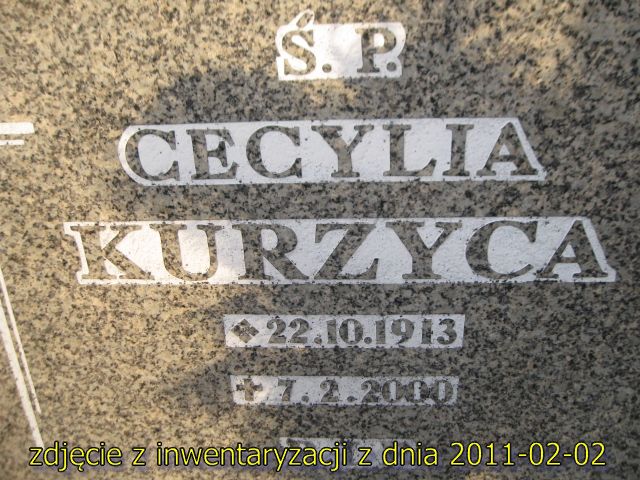 Ś. P.
CECYLIA
KURZYCA
22.10.1913
✝ 7. 2. 2000
zdjęcie z inwentaryzacji z dnia 2011-02-02